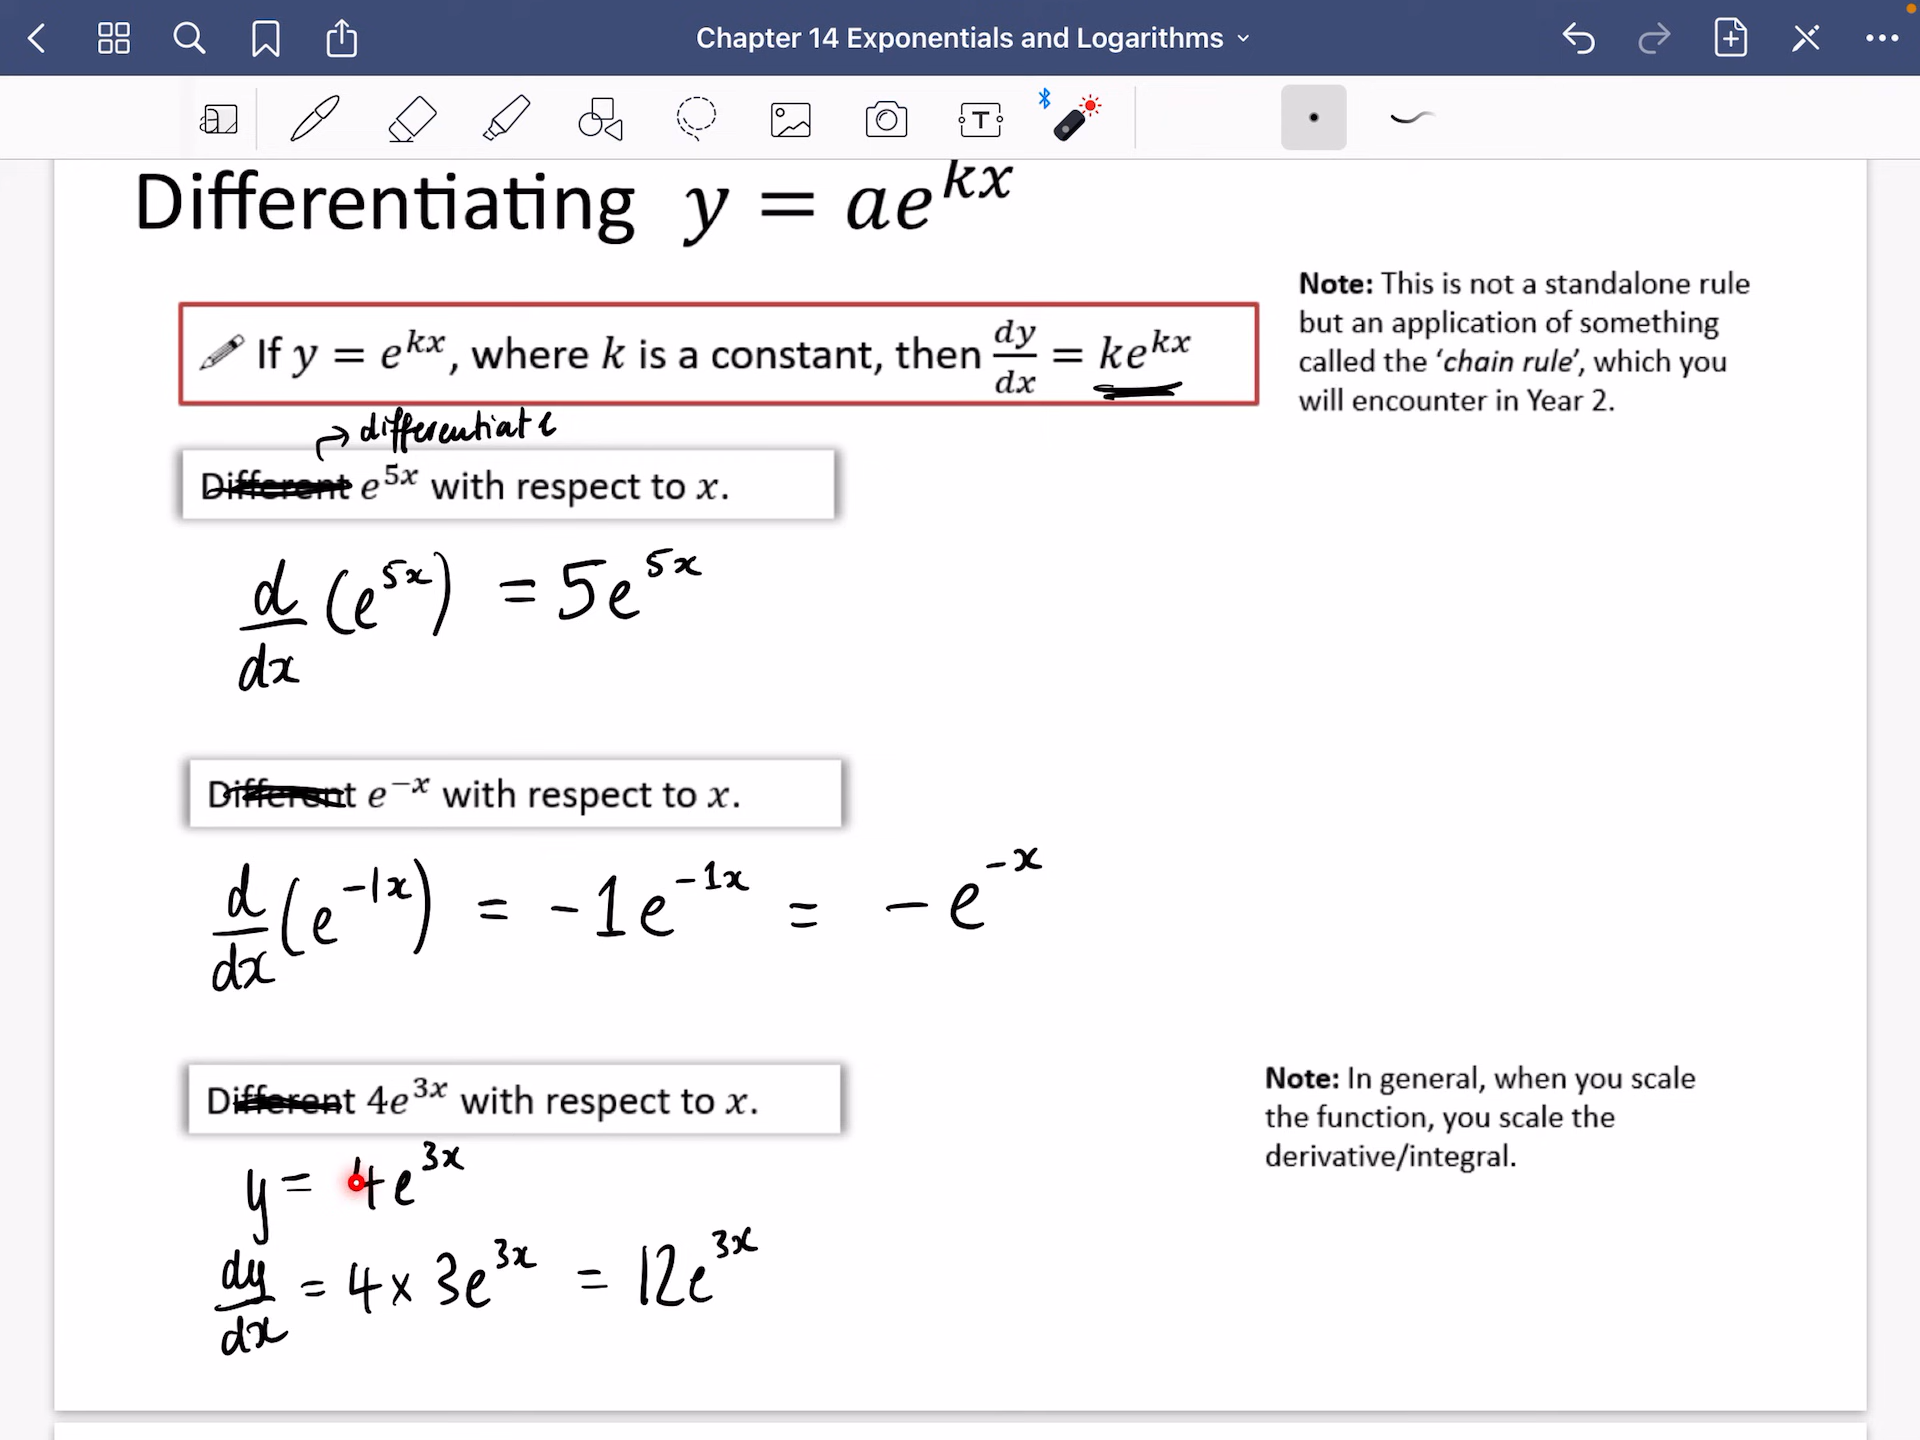 Chapter 14 Exponentials and Logarithms
T
Differentiating y = ae^{kx}
If y = e^{kx}, where k is a constant, then dy/dx = ke^{kx}
Note: This is not a standalone rule
but an application of something
called the ‘chain rule’, which you
will encounter in Year 2.
→ differentiate
Different e^{5x} with respect to x.
d/dx (e^{5x}) = 5e^{5x}
Different e^{-x} with respect to x.
d/dx (e^{-1x}) = -1e^{-1x} = -e^{-x}
Different 4e^{3x} with respect to x.
Note: In general, when you scale
the function, you scale the
derivative/integral.
y = 4e^{3x}
dy/dx = 4 × 3e^{3x} = 12e^{3x}